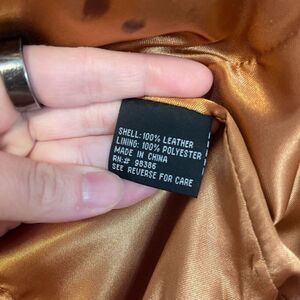 SHELL: 100% LEATHER
LINING: 100% POLYESTER
MADE IN CHINA
RN:# 98386
SEE REVERSE FOR CARE